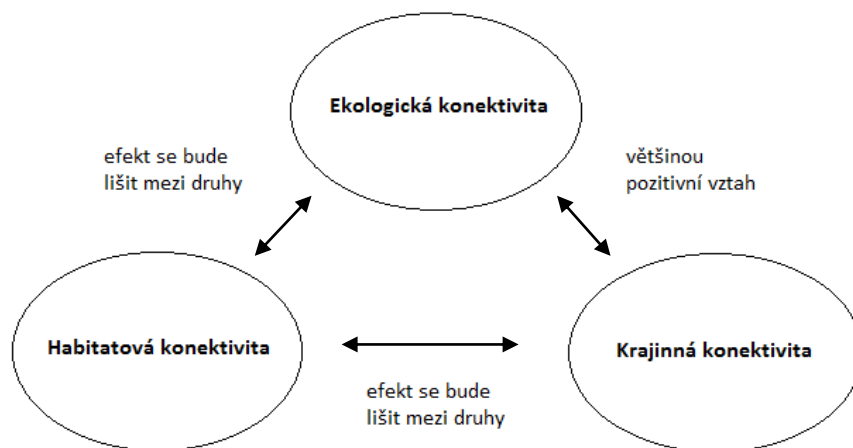 Ekologická konektivita
efekt se bude
lišit mezi druhy
většinou
pozitivní vztah
Habitatová konektivita
Krajinná konektivita
efekt se bude
lišit mezi druhy